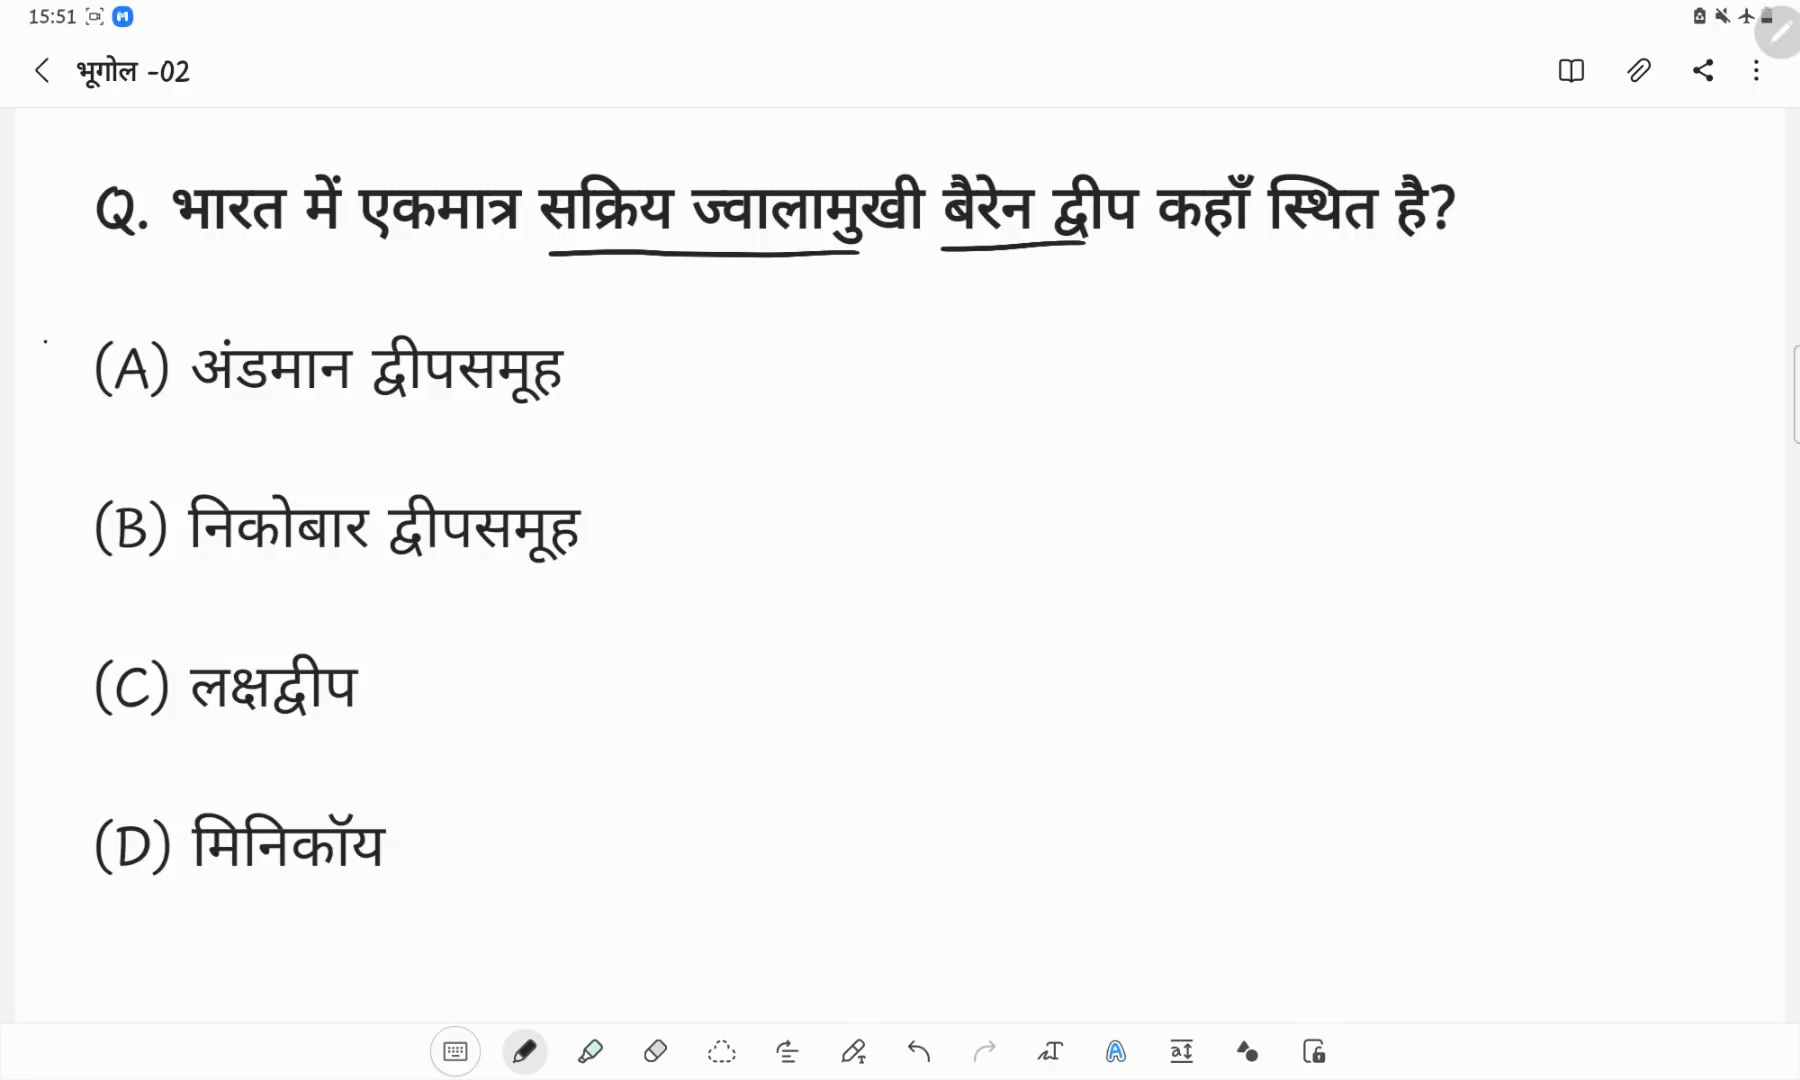 15:51
भूगोल -02
Q. भारत में एकमात्र सक्रिय ज्वालामुखी बैरेन द्वीप कहाँ स्थित है?
(A) अंडमान द्वीपसमूह
(B) निकोबार द्वीपसमूह
(C) लक्षद्वीप
(D) मिनिकॉय